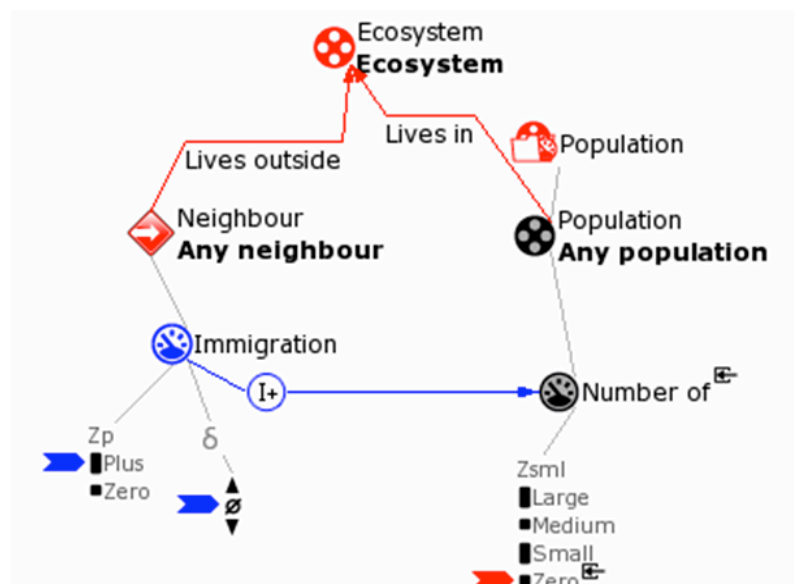 Ecosystem
Ecosystem
Lives in
Population
Lives outside
Neighbour
Any neighbour
Population
Any population
Immigration
I+
Number of
Zp
Plus
Zero
δ
ø
Zsml
Large
Medium
Small
Zero